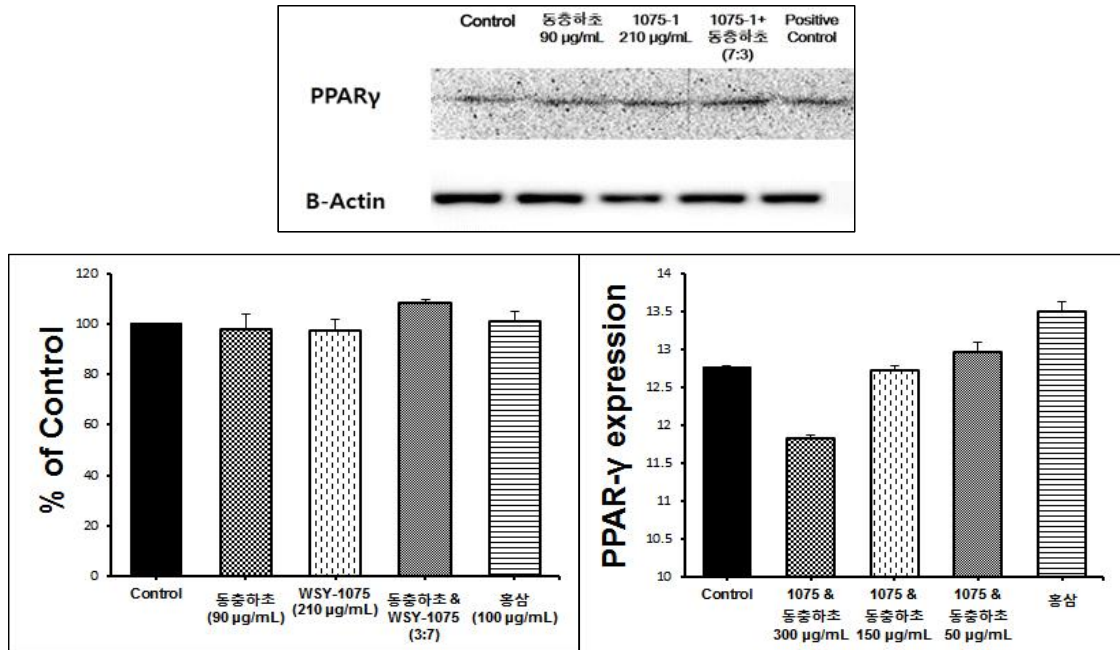 Control
동충하초
90 µg/mL
1075-1
210 µg/mL
1075-1+
동충하초
(7:3)
Positive
Control
PPARγ
B-Actin
% of Control
120
100
80
60
40
20
0
Control
동충하초
(90 µg/mL)
WSY-1075
(210 µg/mL)
동충하초 &
WSY-1075
(3:7)
홍삼
(100 µg/mL)
PPAR-γ expression
14
13.5
13
12.5
12
11.5
11
10.5
10
Control
1075 &
동충하초
300 µg/mL
1075 &
동충하초
150 µg/mL
1075 &
동충하초
50 µg/mL
홍삼